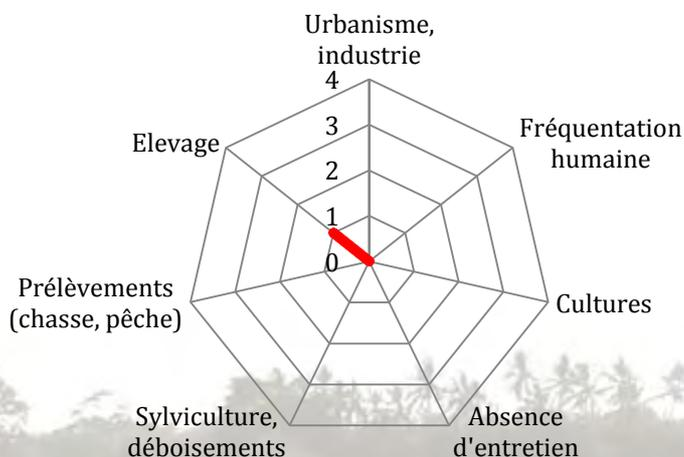 Urbanisme,
industrie
4
3
2
1
0
Fréquentation
humaine
Cultures
Absence
d'entretien
Sylviculture,
déboisements
Prélèvements
(chasse, pêche)
Elevage